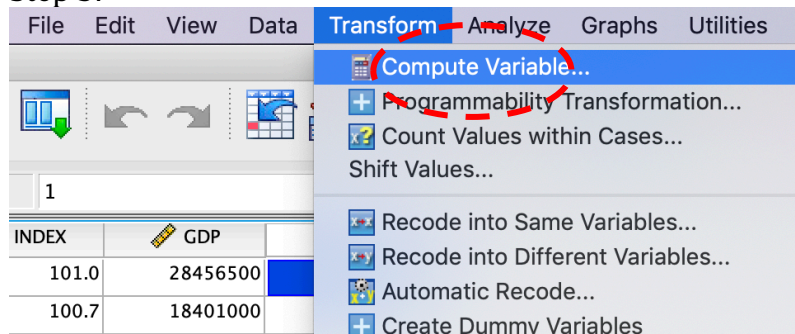 File Edit View Data Transform Analyze Graphs Utilities
Compute Variable...
Programmability Transformation...
Count Values within Cases...
Shift Values...
1
Recode into Same Variables...
INDEX GDP
Recode into Different Variables...
101.0 28456500
Automatic Recode...
100.7 18401000
Create Dummy Variables